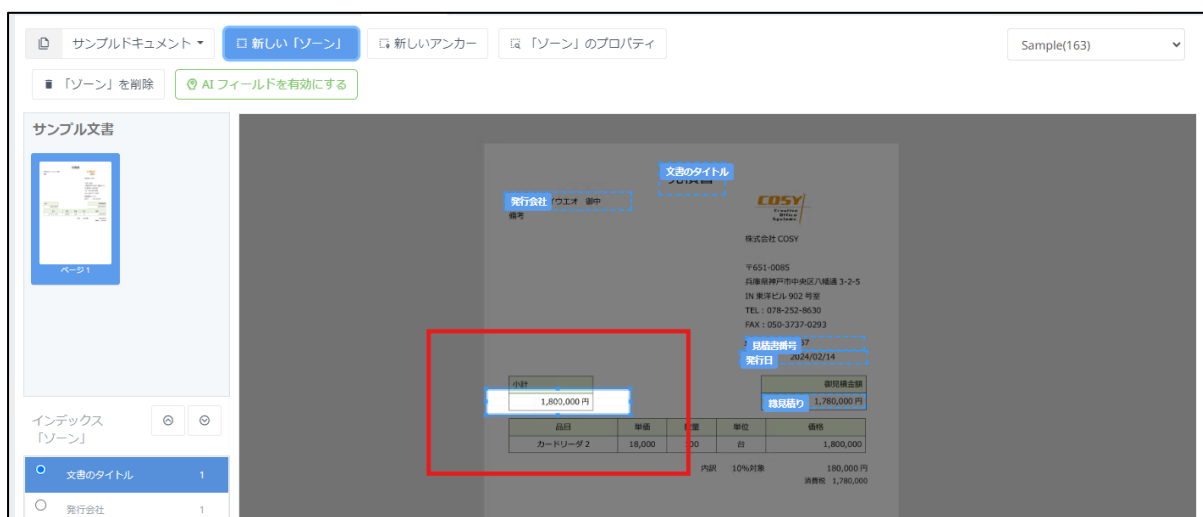 サンプルドキュメント
新しい「ゾーン」
新しいアンカー
「ゾーン」のプロパティ
Sample(163)
「ゾーン」を削除
AI フィールドを有効にする
サンプル文書
ページ 1
インデックス
「ゾーン」
文書のタイトル 1
発行会社 1
文書のタイトル
発行会社
ウエオ 御中
備考
COSY
Creative
Office
Systems
株式会社 COSY
〒651-0085
兵庫県神戸市中央区八幡通 3-2-5
IN 東洋ビル 902 号室
TEL : 078-252-8630
FAX : 050-3737-0293
見積書番号
発行日 2024/02/14
小計
1,800,000 円
御見積金額
総見積り 1,780,000 円
品目 単価 数量 単位 価格
カードリーダ 2 18,000 100 台 1,800,000
内訳 10%対象 180,000 円
消費税 1,780,000